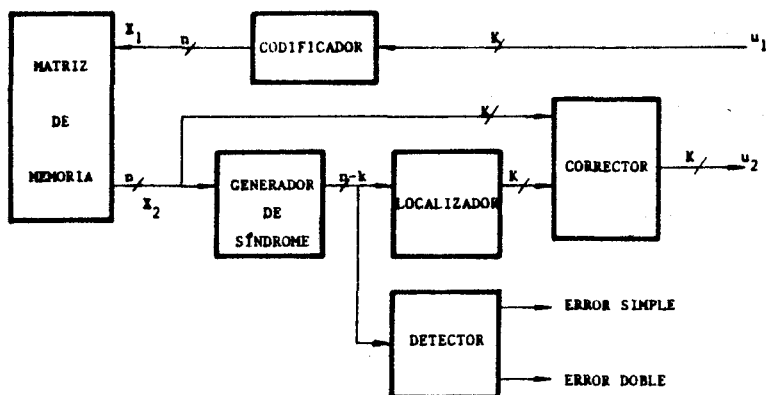 X1 n CODIFICADOR K u1
MATRIZ
DE
MEMORIA
n X2
GENERADOR
DE
SÍNDROME
n-k
LOCALIZADOR
K
K
CORRECTOR
K u2
DETECTOR
ERROR SIMPLE
ERROR DOBLE